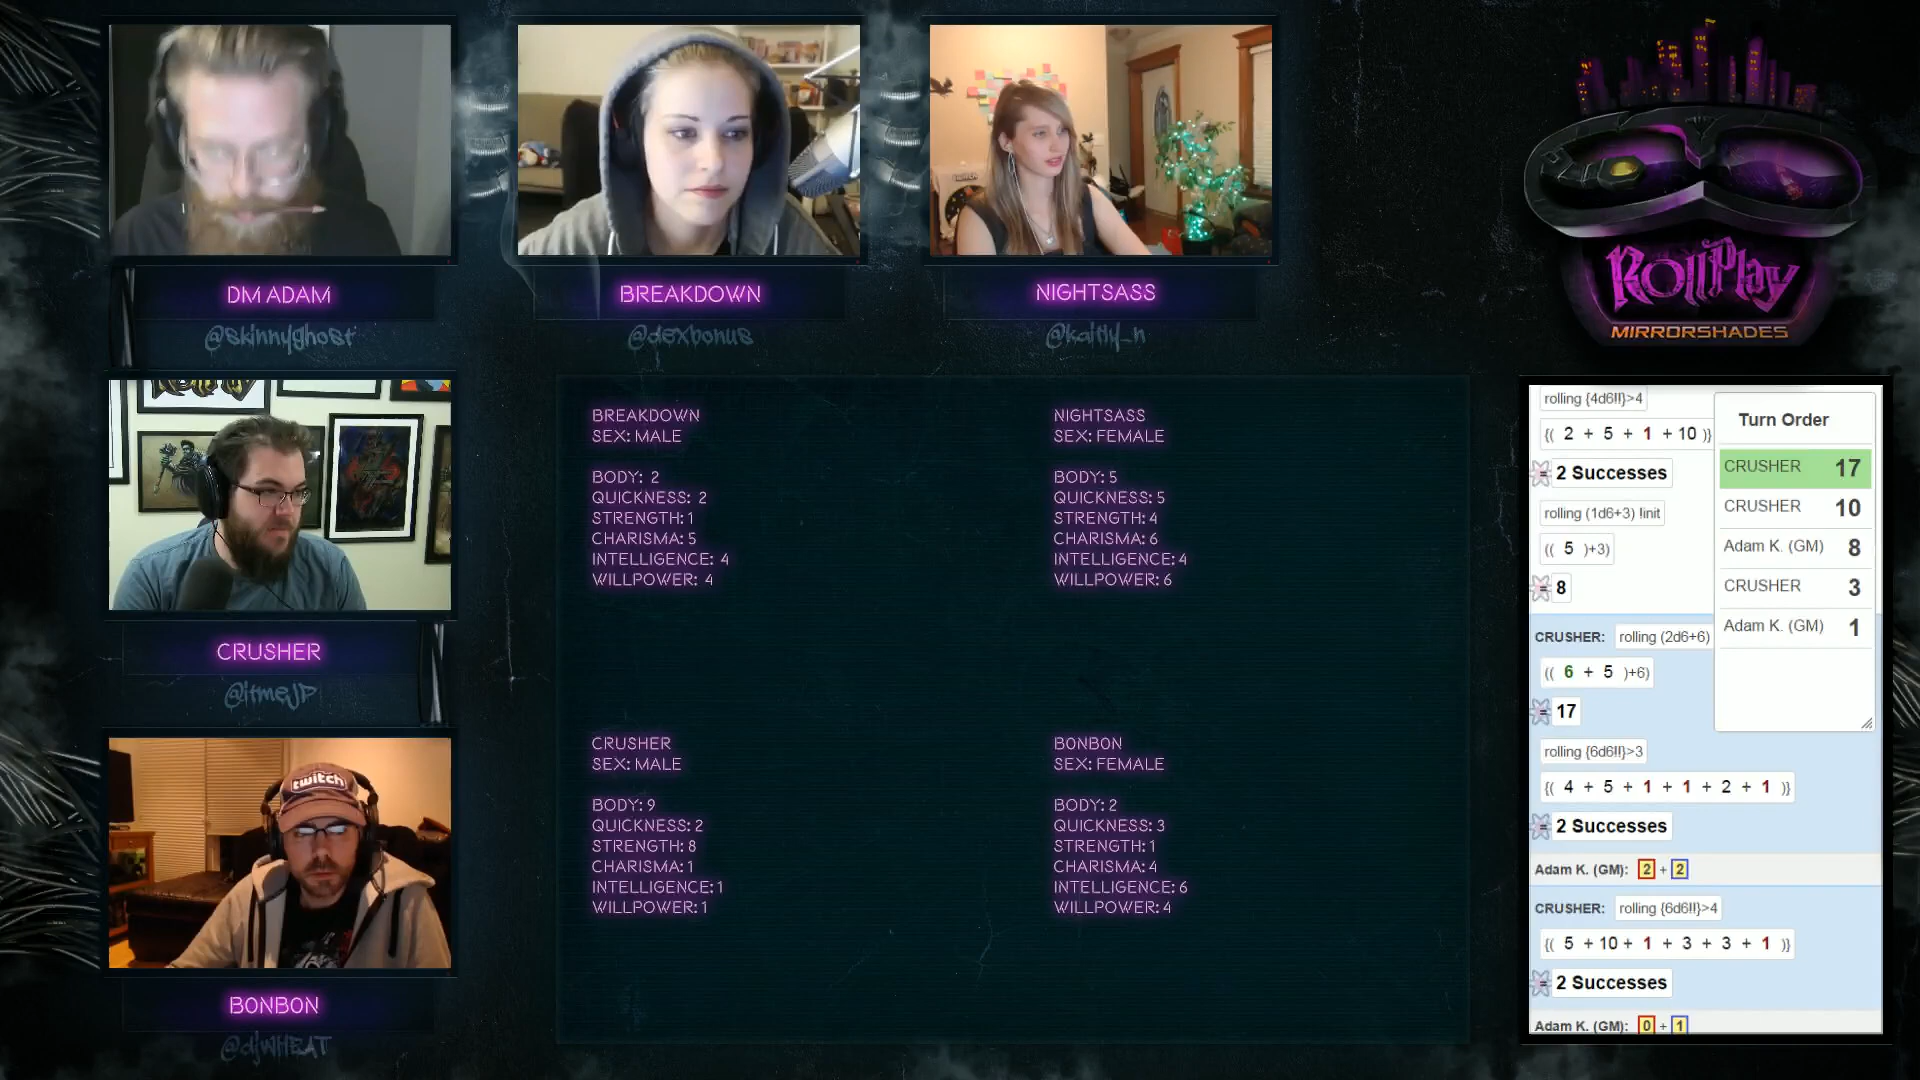 DM ADAM
@skinnyghost
BREAKDOWN
@dexbonus
NIGHTSASS
@kaitly_n
CRUSHER
@itmeJP
twitch
BONBON
@djWHEAT
RollPlay
MIRRORSHADES
BREAKDOWN
SEX: MALE
BODY: 2
QUICKNESS: 2
STRENGTH: 1
CHARISMA: 5
INTELLIGENCE: 4
WILLPOWER: 4
NIGHTSASS
SEX: FEMALE
BODY: 5
QUICKNESS: 5
STRENGTH: 4
CHARISMA: 6
INTELLIGENCE: 4
WILLPOWER: 6
CRUSHER
SEX: MALE
BODY: 9
QUICKNESS: 2
STRENGTH: 8
CHARISMA: 1
INTELLIGENCE: 1
WILLPOWER: 1
BONBON
SEX: FEMALE
BODY: 2
QUICKNESS: 3
STRENGTH: 1
CHARISMA: 4
INTELLIGENCE: 6
WILLPOWER: 4
rolling {4d6!!}>4
{( 2 + 5 + 1 + 10 )}
= 2 Successes
rolling (1d6+3) !init
(( 5 )+3)
= 8
CRUSHER: rolling (2d6+6)
(( 6 + 5 )+6)
= 17
rolling {6d6!!}>3
{( 4 + 5 + 1 + 1 + 2 + 1 )}
= 2 Successes
Adam K. (GM): 2 + 2
CRUSHER: rolling {6d6!!}>4
{( 5 + 10 + 1 + 3 + 3 + 1 )}
= 2 Successes
Adam K. (GM): 0 + 1
Turn Order
CRUSHER 17
CRUSHER 10
Adam K. (GM) 8
CRUSHER 3
Adam K. (GM) 1